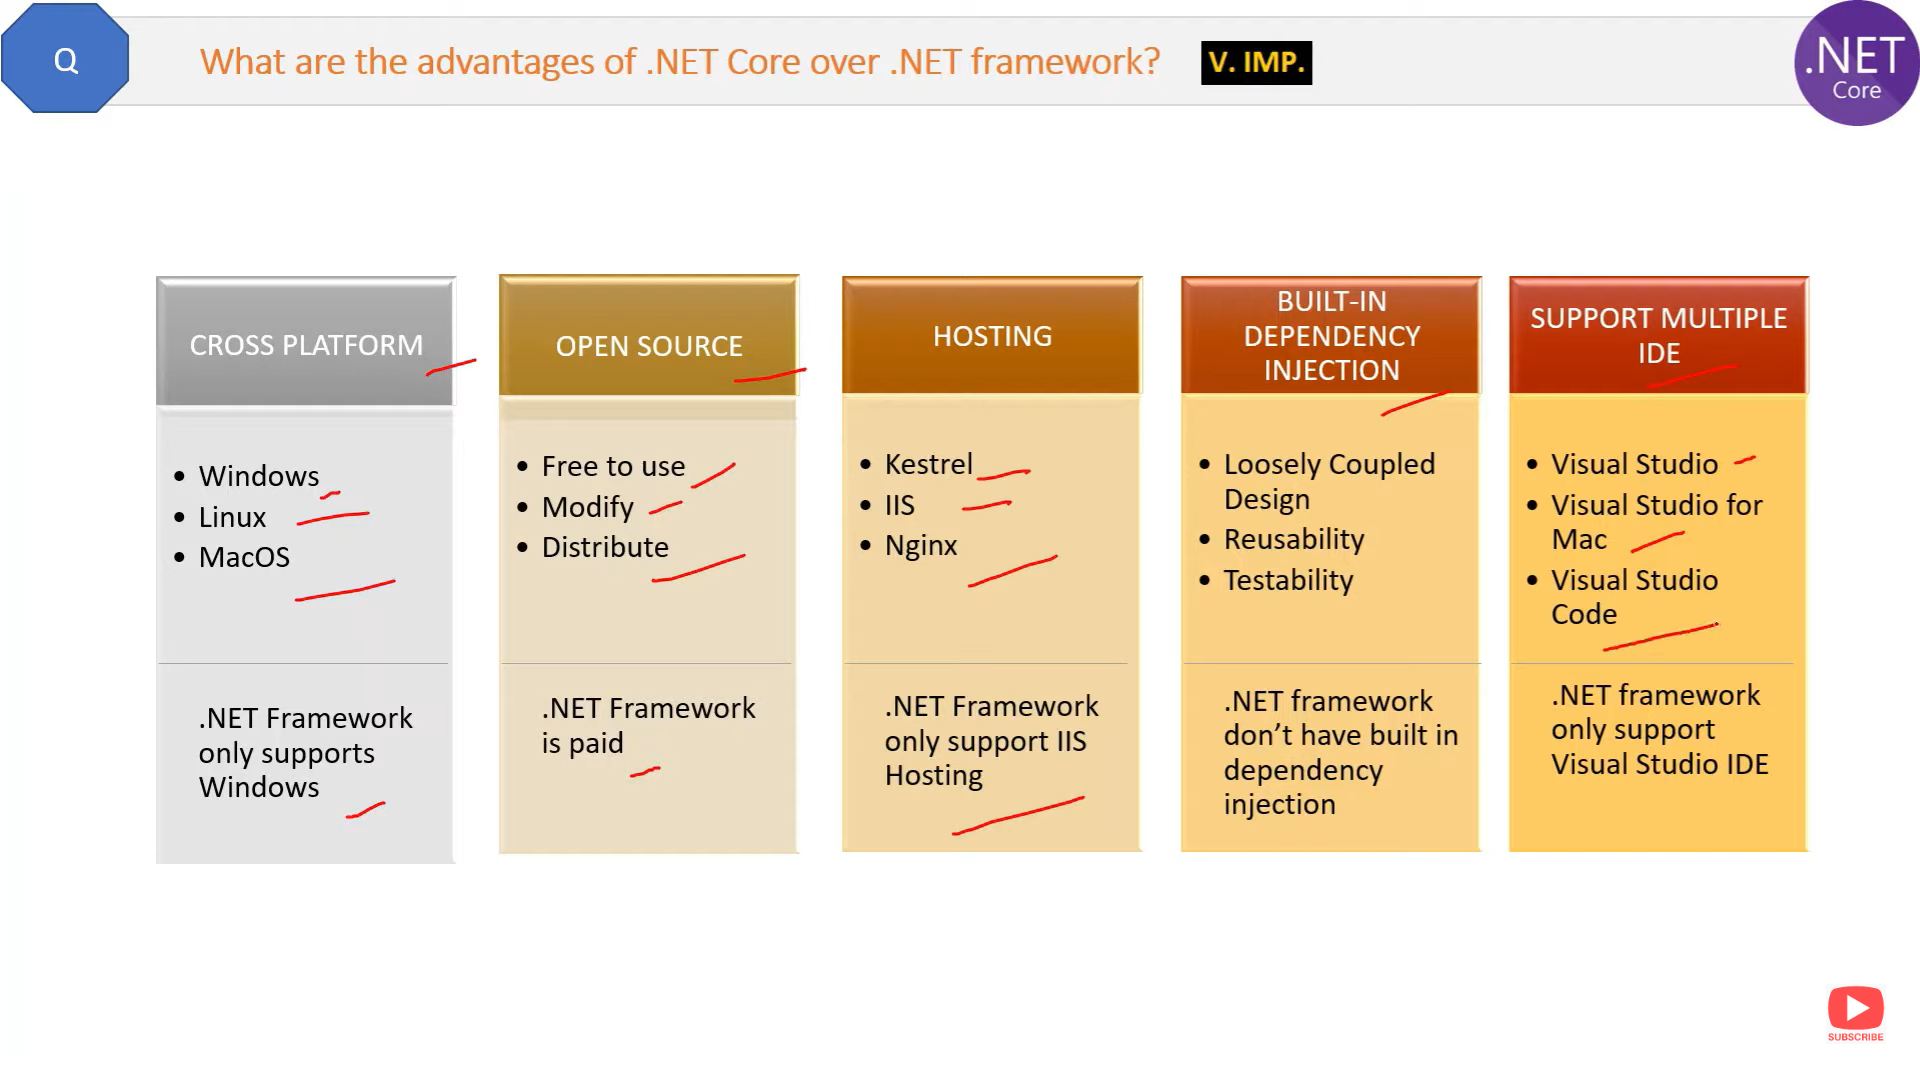 Q
What are the advantages of .NET Core over .NET framework?
V. IMP.
.NET
Core
CROSS PLATFORM
• Windows
• Linux
• MacOS
.NET Framework
only supports
Windows
OPEN SOURCE
• Free to use
• Modify
• Distribute
.NET Framework
is paid
HOSTING
• Kestrel
• IIS
• Nginx
.NET Framework
only support IIS
Hosting
BUILT-IN
DEPENDENCY
INJECTION
• Loosely Coupled
Design
• Reusability
• Testability
.NET framework
don’t have built in
dependency
injection
SUPPORT MULTIPLE
IDE
• Visual Studio
• Visual Studio for
Mac
• Visual Studio
Code
.NET framework
only support
Visual Studio IDE
SUBSCRIBE